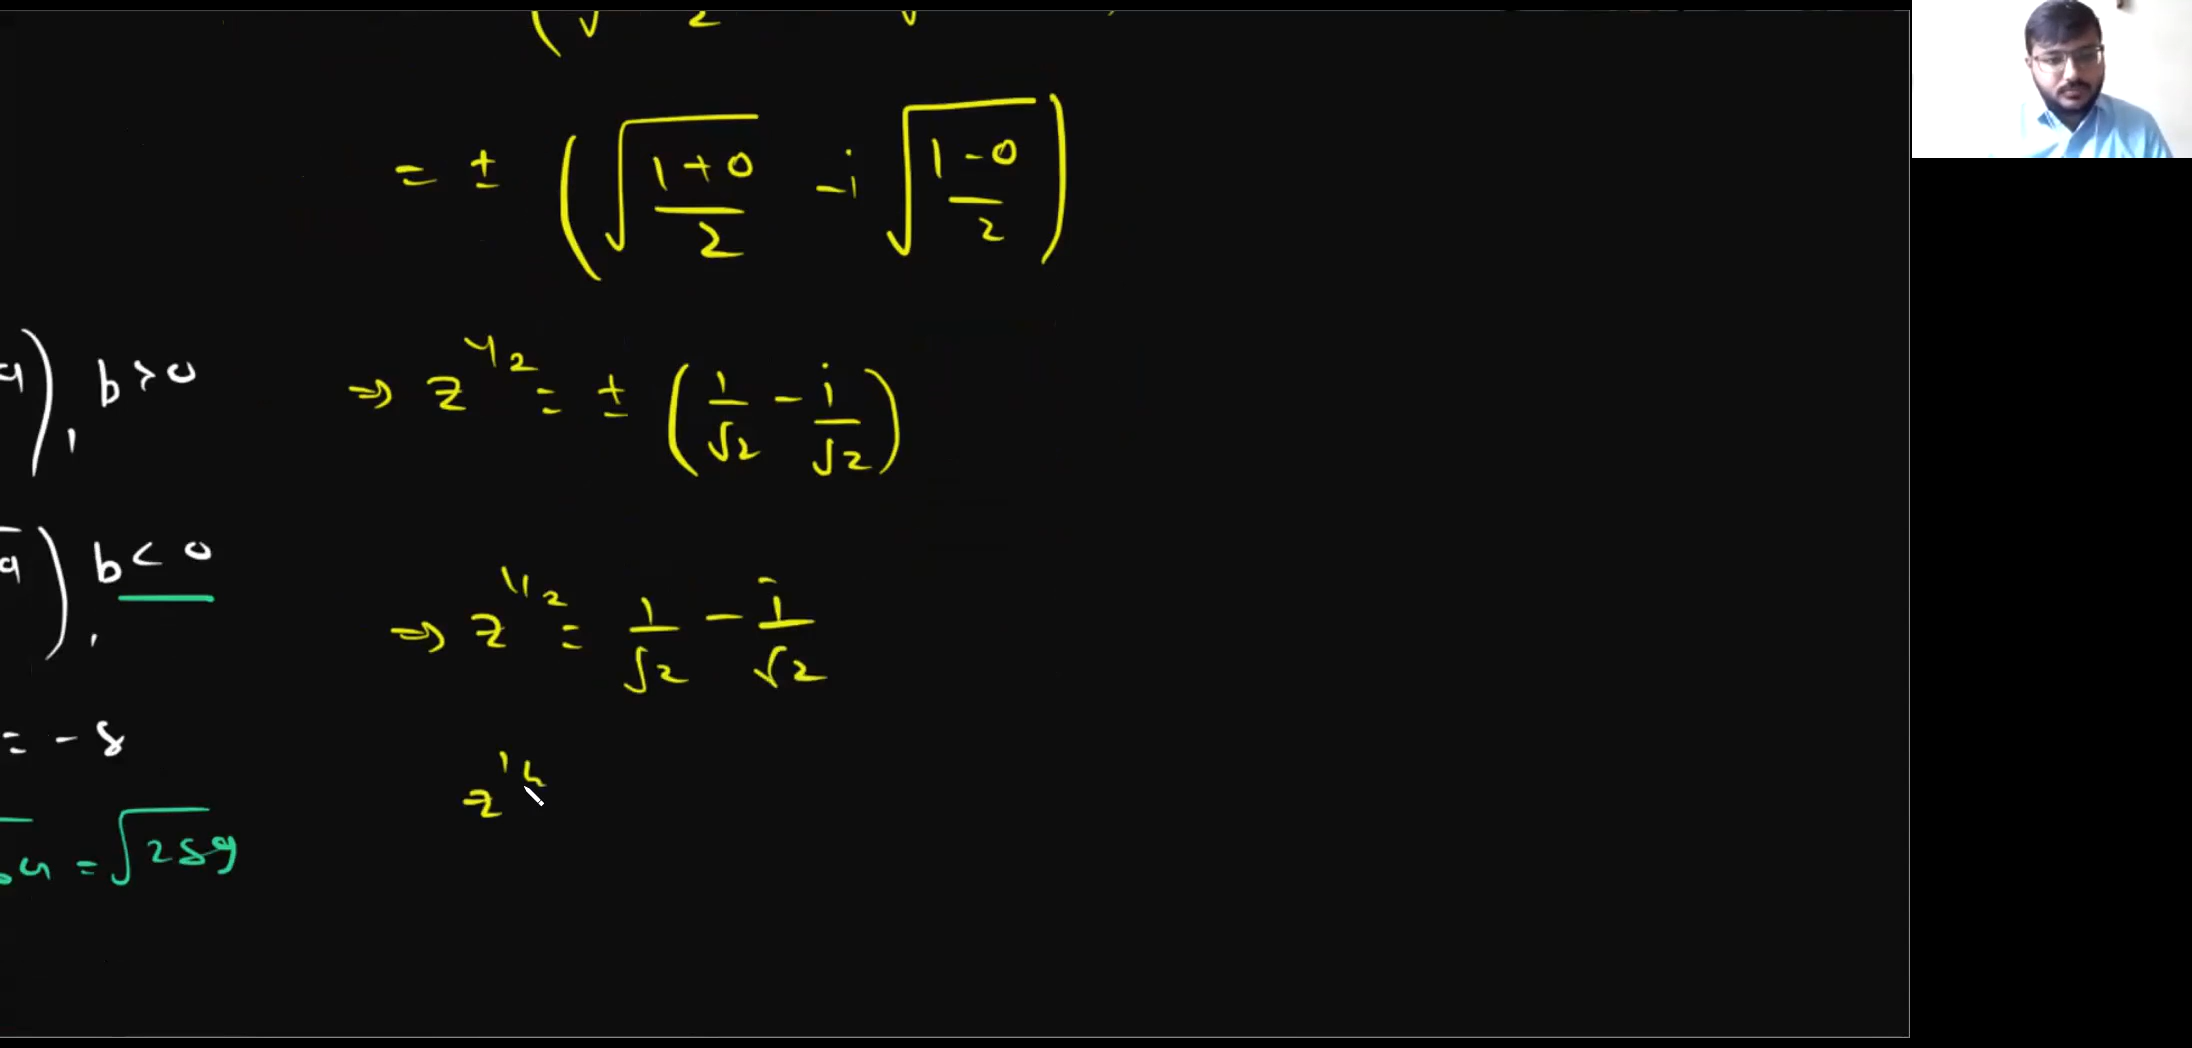 = ± (√((1+0)/2) -i √((1-0)/2))
), b>0
⇒ z^1/2 = ± (1/√2 - i/√2)
), b<0
⇒ z^1/2 = 1/√2 - i/√2
= -8
z^1/2
= √289